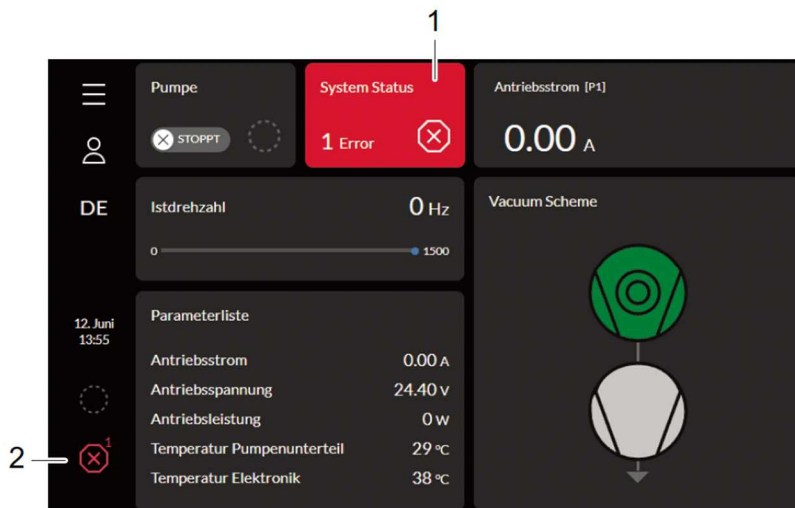 1
Pumpe
STOPPT
System Status
1 Error
Antriebsstrom [P1]
0.00 A
DE
Istdrehzahl
0 Hz
0
1500
Vacuum Scheme
12. Juni
13:55
Parameterliste
Antriebsstrom 0.00 A
Antriebsspannung 24.40 V
Antriebsleistung 0 W
Temperatur Pumpenunterteil 29 °C
Temperatur Elektronik 38 °C
1
2